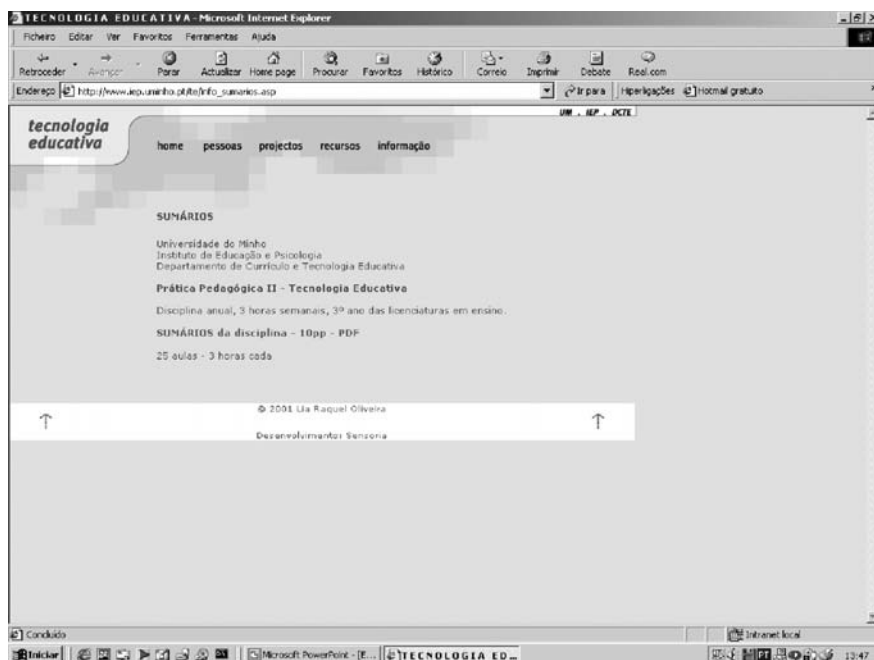 TECNOLOGIA EDUCATIVA - Microsoft Internet Explorer
Ficheiro Editar Ver Favoritos Ferramentas Ajuda
Retroceder Avançar Parar Actualizar Home page Procurar Favoritos Histórico Correio Imprimir Debate Real.com
Endereço http://www.iep.uminho.pt/te/info_sumarios.asp Ir para Hiperligações Hotmail gratuito
UM . IEP . DCTE
tecnologia
educativa
home pessoas projectos recursos informação
SUMÁRIOS
Universidade do Minho
Instituto de Educação e Psicologia
Departamento de Currículo e Tecnologia Educativa
Prática Pedagógica II - Tecnologia Educativa
Disciplina anual, 3 horas semanais, 3º ano das licenciaturas em ensino.
SUMÁRIOS da disciplina - 10pp - PDF
25 aulas - 3 horas cada
© 2001 Lia Raquel Oliveira
Desenvolvimento: Sensoria
Concluído Intranet local
Iniciar Microsoft PowerPoint - [E... TECNOLOGIA ED... PT 13:47